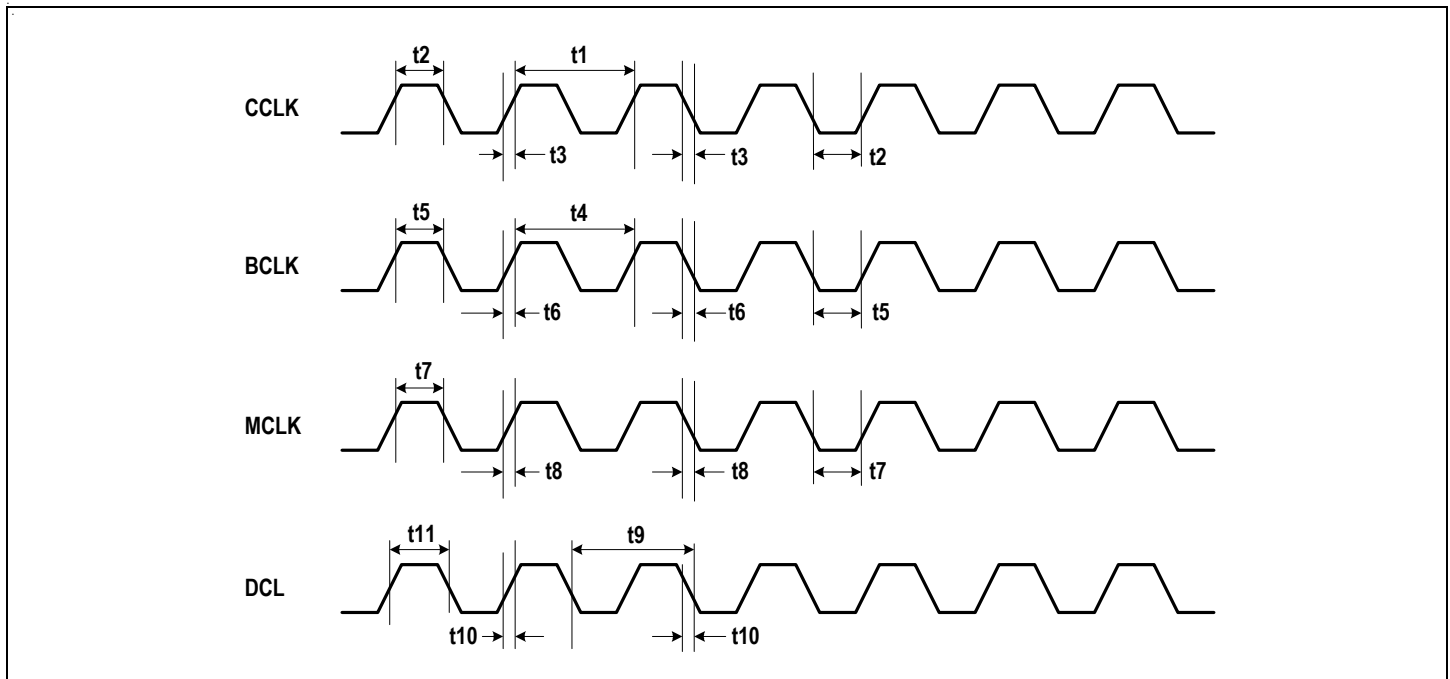 t2 t1
CCLK
t3 t3 t2
t5 t4
BCLK
t6 t6 t5
t7
MCLK
t8 t8 t7
t11 t9
DCL
t10 t10